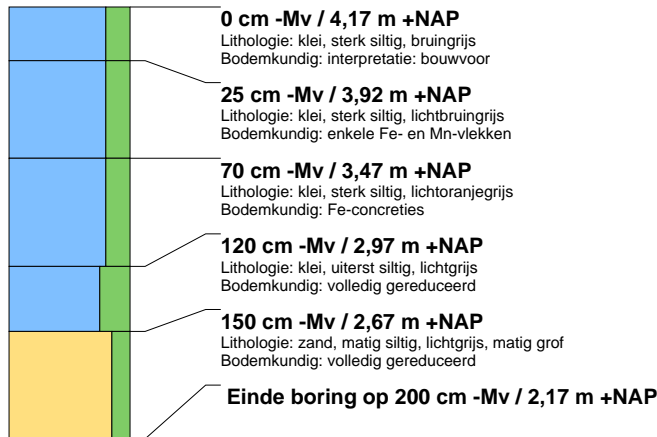 0 cm -Mv / 4,17 m +NAP
Lithologie: klei, sterk siltig, bruingrijs
Bodemkundig: interpretatie: bouwvoor
25 cm -Mv / 3,92 m +NAP
Lithologie: klei, sterk siltig, lichtbruingrijs
Bodemkundig: enkele Fe- en Mn-vlekken
70 cm -Mv / 3,47 m +NAP
Lithologie: klei, sterk siltig, lichtoranjegrijs
Bodemkundig: Fe-concreties
120 cm -Mv / 2,97 m +NAP
Lithologie: klei, uiterst siltig, lichtgrijs
Bodemkundig: volledig gereduceerd
150 cm -Mv / 2,67 m +NAP
Lithologie: zand, matig siltig, lichtgrijs, matig grof
Bodemkundig: volledig gereduceerd
Einde boring op 200 cm -Mv / 2,17 m +NAP